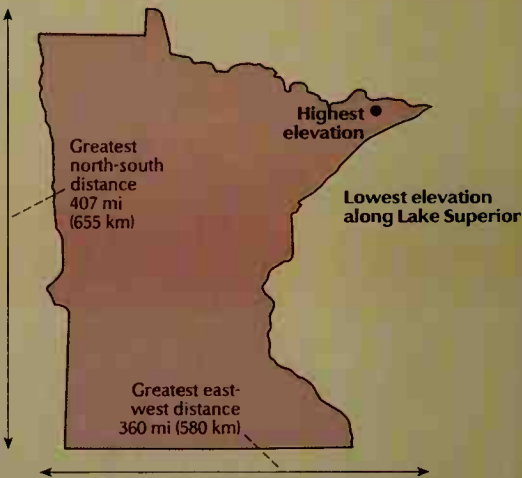 Highest
elevation
Greatest
north-south
distance
407 mi
(655 km)
Lowest elevation
along Lake Superior
Greatest east-
west distance
360 mi (580 km)